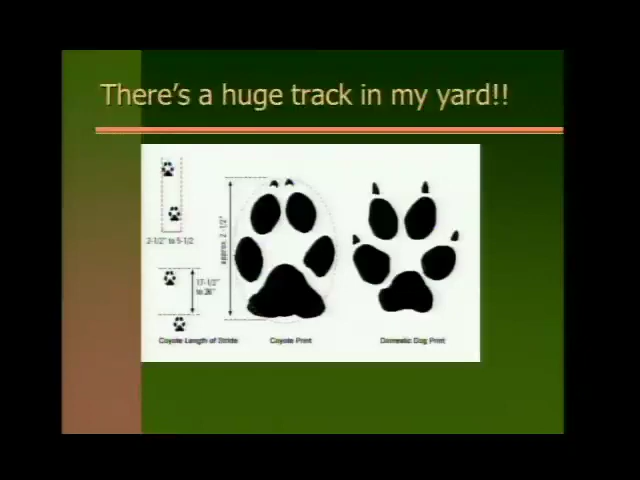 There's a huge track in my yard!!
2-1/2" to 5-1/2
17-1/2"
to 26"
approx. 2 -1/2"
Coyote Length of Stride
Coyote Print
Domestic Dog Print